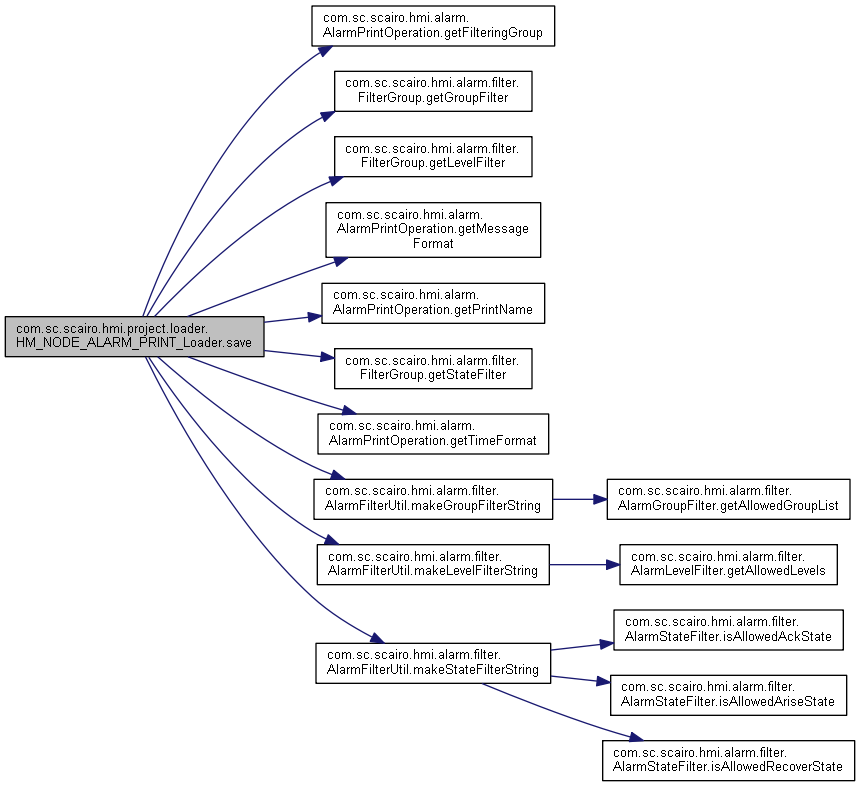 com.sc.scairo.hmi.alarm.
AlarmPrintOperation.getFilteringGroup
com.sc.scairo.hmi.alarm.filter.
FilterGroup.getGroupFilter
com.sc.scairo.hmi.alarm.filter.
FilterGroup.getLevelFilter
com.sc.scairo.hmi.alarm.
AlarmPrintOperation.getMessage
Format
com.sc.scairo.hmi.project.loader.
HM_NODE_ALARM_PRINT_Loader.save
com.sc.scairo.hmi.alarm.
AlarmPrintOperation.getPrintName
com.sc.scairo.hmi.alarm.filter.
FilterGroup.getStateFilter
com.sc.scairo.hmi.alarm.
AlarmPrintOperation.getTimeFormat
com.sc.scairo.hmi.alarm.filter.
AlarmFilterUtil.makeGroupFilterString
com.sc.scairo.hmi.alarm.filter.
AlarmGroupFilter.getAllowedGroupList
com.sc.scairo.hmi.alarm.filter.
AlarmFilterUtil.makeLevelFilterString
com.sc.scairo.hmi.alarm.filter.
AlarmLevelFilter.getAllowedLevels
com.sc.scairo.hmi.alarm.filter.
AlarmFilterUtil.makeStateFilterString
com.sc.scairo.hmi.alarm.filter.
AlarmStateFilter.isAllowedAckState
com.sc.scairo.hmi.alarm.filter.
AlarmStateFilter.isAllowedAriseState
com.sc.scairo.hmi.alarm.filter.
AlarmStateFilter.isAllowedRecoverState